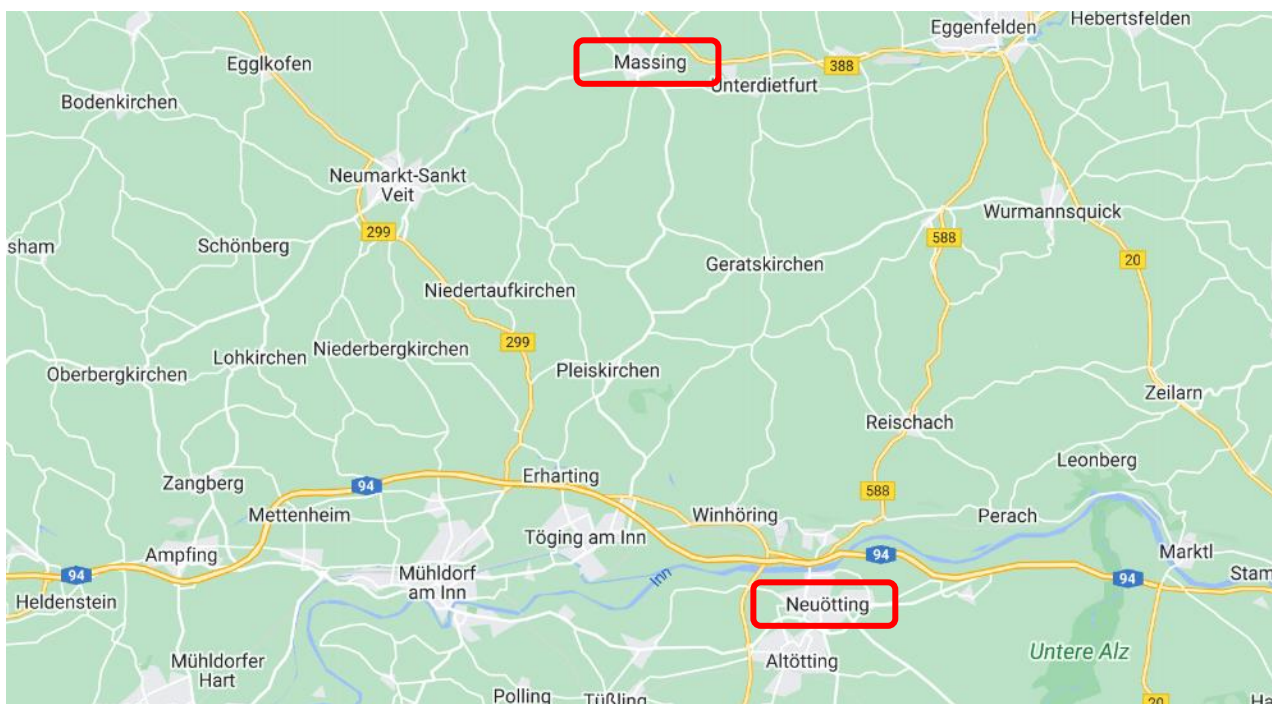 Hebertsfelden
Eggenfelden
Massing
Egglkofen
388
Unterdietfurt
Bodenkirchen
Neumarkt-Sankt
Veit
Wurmannsquick
299
588
sham
Schönberg
20
Geratskirchen
Niedertaufkirchen
299
Niederbergkirchen
Lohkirchen
Pleiskirchen
Oberbergkirchen
Zeilarn
Reischach
Leonberg
Erharting
Zangberg
94
588
Mettenheim
Winhöring
Perach
Töging am Inn
Ampfing
94
Marktl
Mühldorf
am Inn
Inn
94
94
Stam
Heldenstein
Neuötting
Untere Alz
Mühldorfer
Hart
Altötting
Polling
Tüßling
20
Ha